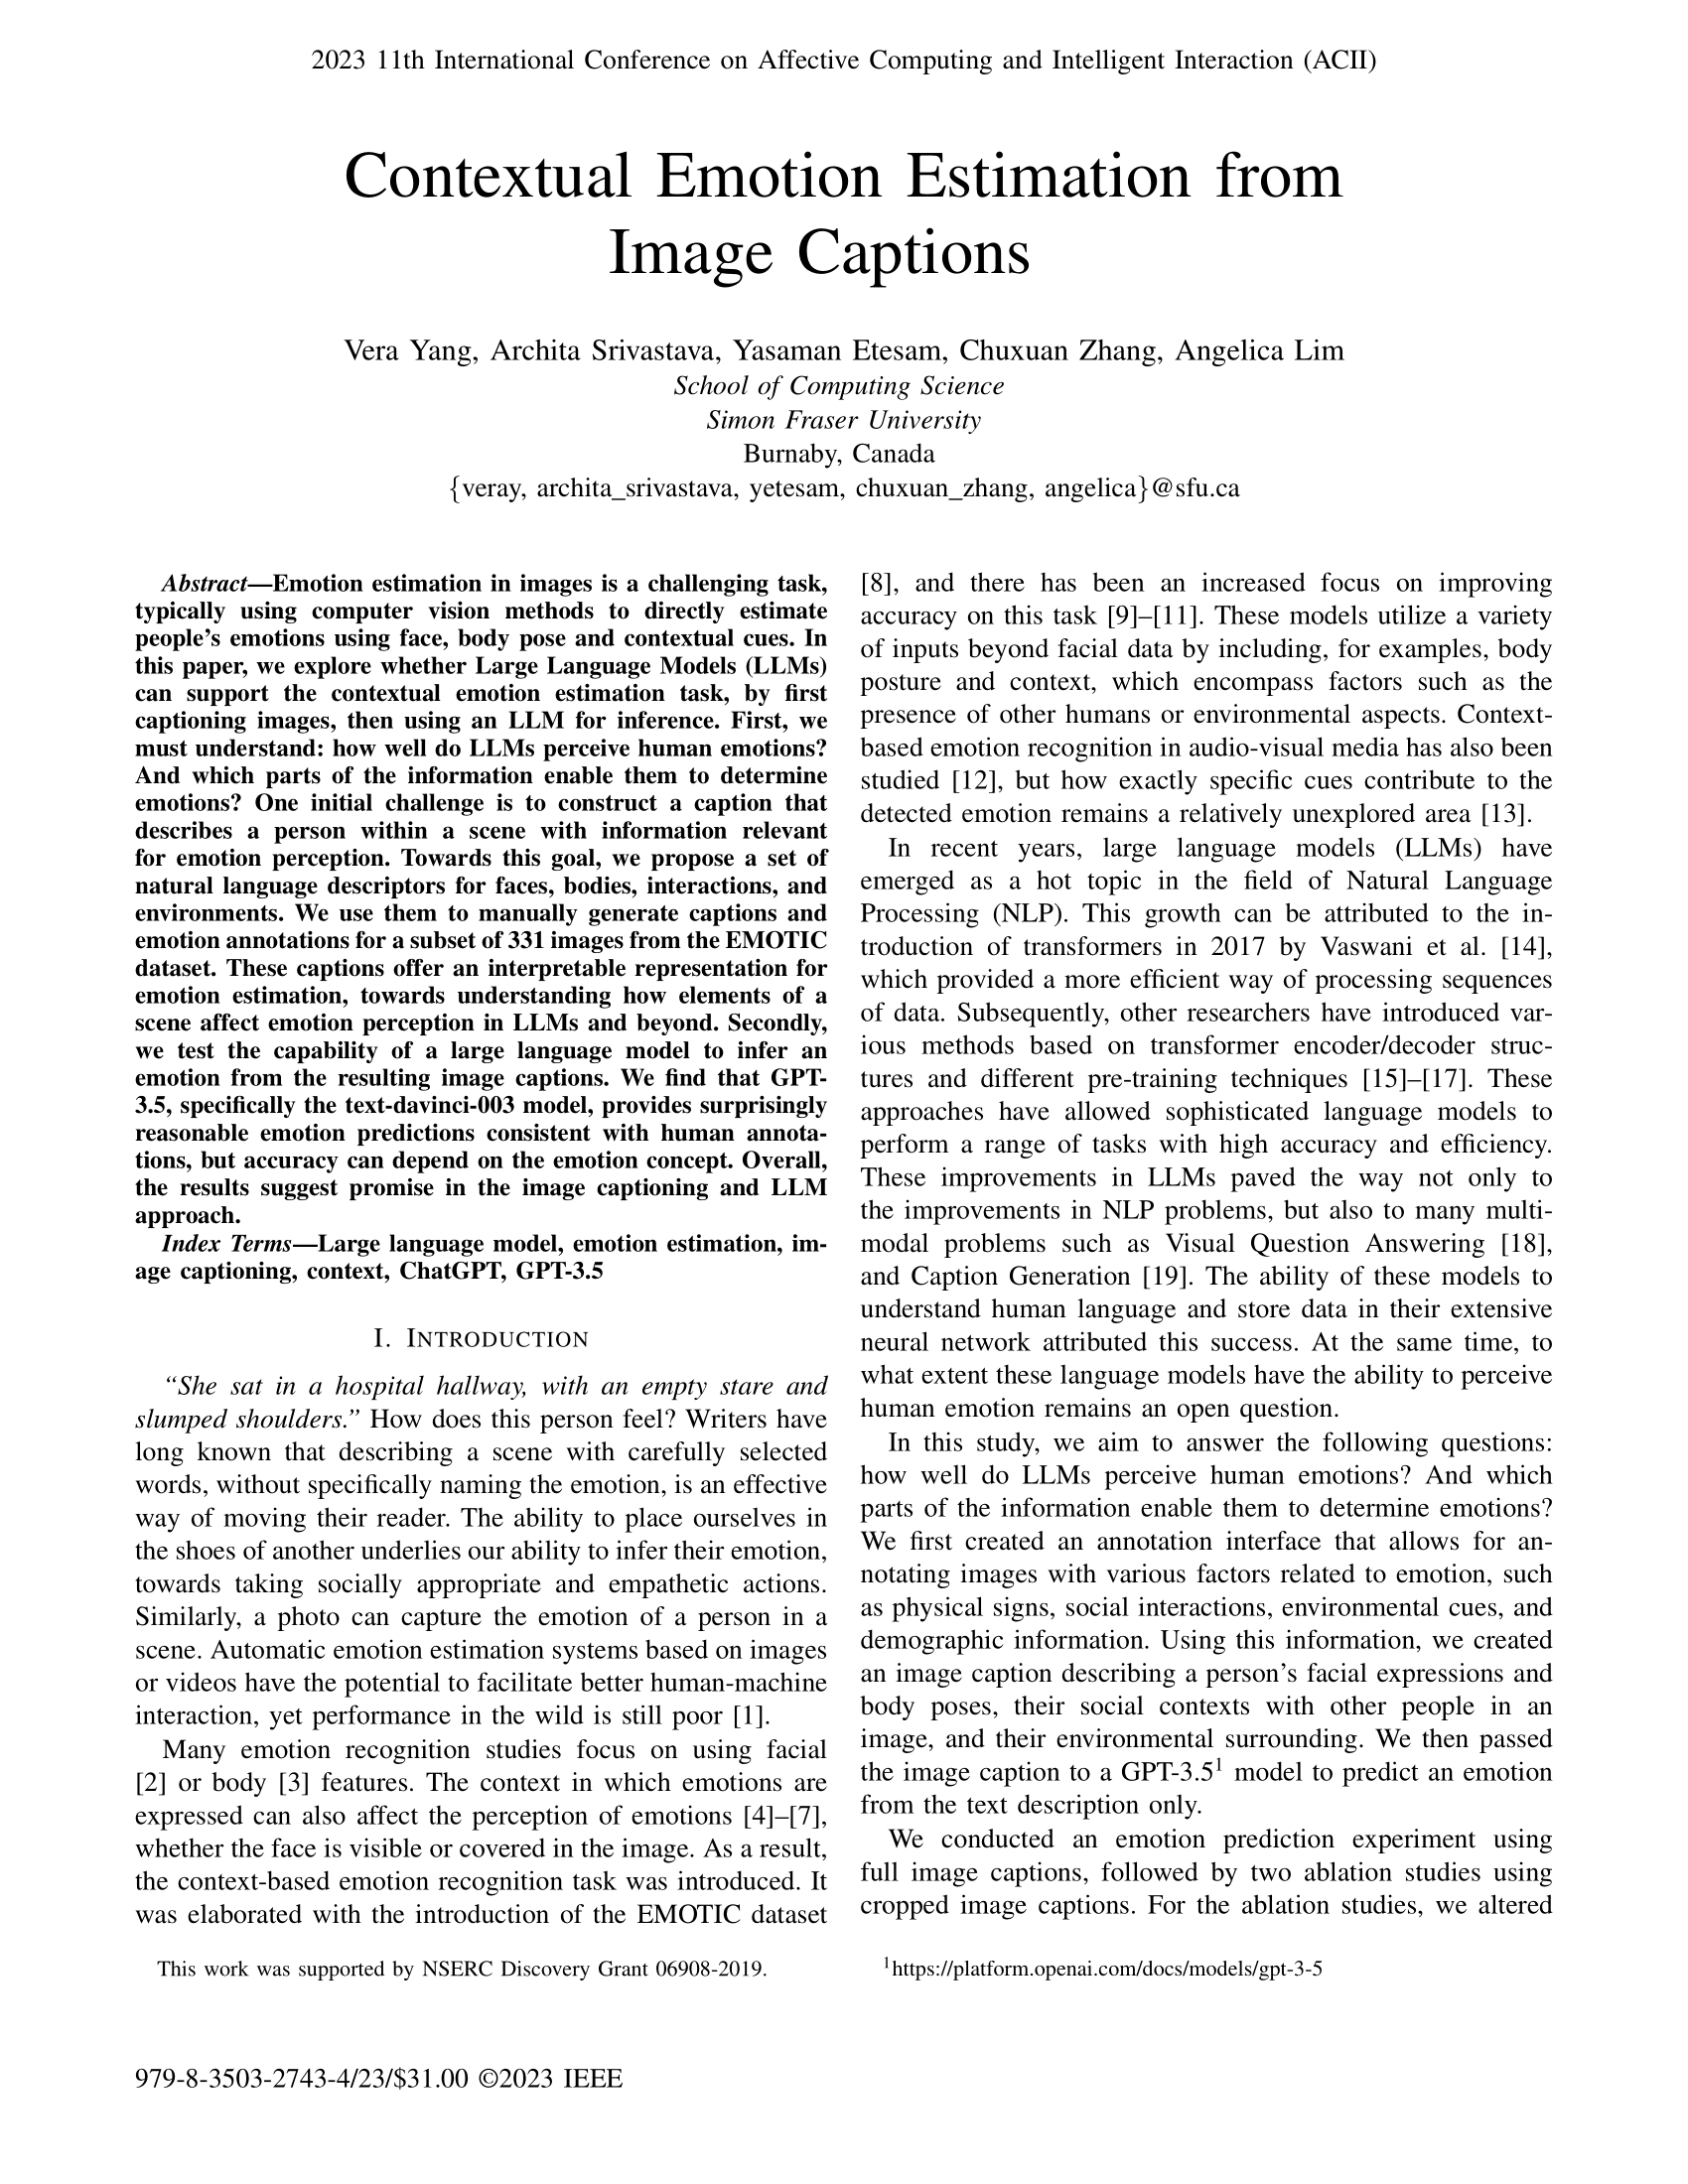 2023 11th International Conference on Affective Computing and Intelligent Interaction (ACII)
Contextual Emotion Estimation from
Image Captions
Vera Yang, Archita Srivastava, Yasaman Etesam, Chuxuan Zhang, Angelica Lim
School of Computing Science
Simon Fraser University
Burnaby, Canada
{veray, archita_srivastava, yetesam, chuxuan_zhang, angelica}@sfu.ca
Abstract—Emotion estimation in images is a challenging task,
typically using computer vision methods to directly estimate
people's emotions using face, body pose and contextual cues. In
this paper, we explore whether Large Language Models (LLMs)
can support the contextual emotion estimation task, by first
captioning images, then using an LLM for inference. First, we
must understand: how well do LLMs perceive human emotions?
And which parts of the information enable them to determine
emotions? One initial challenge is to construct a caption that
describes a person within a scene with information relevant
for emotion perception. Towards this goal, we propose a set of
natural language descriptors for faces, bodies, interactions, and
environments. We use them to manually generate captions and
emotion annotations for a subset of 331 images from the EMOTIC
dataset. These captions offer an interpretable representation for
emotion estimation, towards understanding how elements of a
scene affect emotion perception in LLMs and beyond. Secondly,
we test the capability of a large language model to infer an
emotion from the resulting image captions. We find that GPT-
3.5, specifically the text-davinci-003 model, provides surprisingly
reasonable emotion predictions consistent with human annota-
tions, but accuracy can depend on the emotion concept. Overall,
the results suggest promise in the image captioning and LLM
approach.
Index Terms—Large language model, emotion estimation, im-
age captioning, context, ChatGPT, GPT-3.5
I. INTRODUCTION
“She sat in a hospital hallway, with an empty stare and
slumped shoulders.” How does this person feel? Writers have
long known that describing a scene with carefully selected
words, without specifically naming the emotion, is an effective
way of moving their reader. The ability to place ourselves in
the shoes of another underlies our ability to infer their emotion,
towards taking socially appropriate and empathetic actions.
Similarly, a photo can capture the emotion of a person in a
scene. Automatic emotion estimation systems based on images
or videos have the potential to facilitate better human-machine
interaction, yet performance in the wild is still poor [1].
Many emotion recognition studies focus on using facial
[2] or body [3] features. The context in which emotions are
expressed can also affect the perception of emotions [4]–[7],
whether the face is visible or covered in the image. As a result,
the context-based emotion recognition task was introduced. It
was elaborated with the introduction of the EMOTIC dataset
This work was supported by NSERC Discovery Grant 06908-2019.
[8], and there has been an increased focus on improving
accuracy on this task [9]–[11]. These models utilize a variety
of inputs beyond facial data by including, for examples, body
posture and context, which encompass factors such as the
presence of other humans or environmental aspects. Context-
based emotion recognition in audio-visual media has also been
studied [12], but how exactly specific cues contribute to the
detected emotion remains a relatively unexplored area [13].
In recent years, large language models (LLMs) have
emerged as a hot topic in the field of Natural Language
Processing (NLP). This growth can be attributed to the in-
troduction of transformers in 2017 by Vaswani et al. [14],
which provided a more efficient way of processing sequences
of data. Subsequently, other researchers have introduced var-
ious methods based on transformer encoder/decoder struc-
tures and different pre-training techniques [15]–[17]. These
approaches have allowed sophisticated language models to
perform a range of tasks with high accuracy and efficiency.
These improvements in LLMs paved the way not only to
the improvements in NLP problems, but also to many multi-
modal problems such as Visual Question Answering [18],
and Caption Generation [19]. The ability of these models to
understand human language and store data in their extensive
neural network attributed this success. At the same time, to
what extent these language models have the ability to perceive
human emotion remains an open question.
In this study, we aim to answer the following questions:
how well do LLMs perceive human emotions? And which
parts of the information enable them to determine emotions?
We first created an annotation interface that allows for an-
notating images with various factors related to emotion, such
as physical signs, social interactions, environmental cues, and
demographic information. Using this information, we created
an image caption describing a person's facial expressions and
body poses, their social contexts with other people in an
image, and their environmental surrounding. We then passed
the image caption to a GPT-3.5¹ model to predict an emotion
from the text description only.
We conducted an emotion prediction experiment using
full image captions, followed by two ablation studies using
cropped image captions. For the ablation studies, we altered
¹https://platform.openai.com/docs/models/gpt-3-5
979-8-3503-2743-4/23/$31.00 ©2023 IEEE